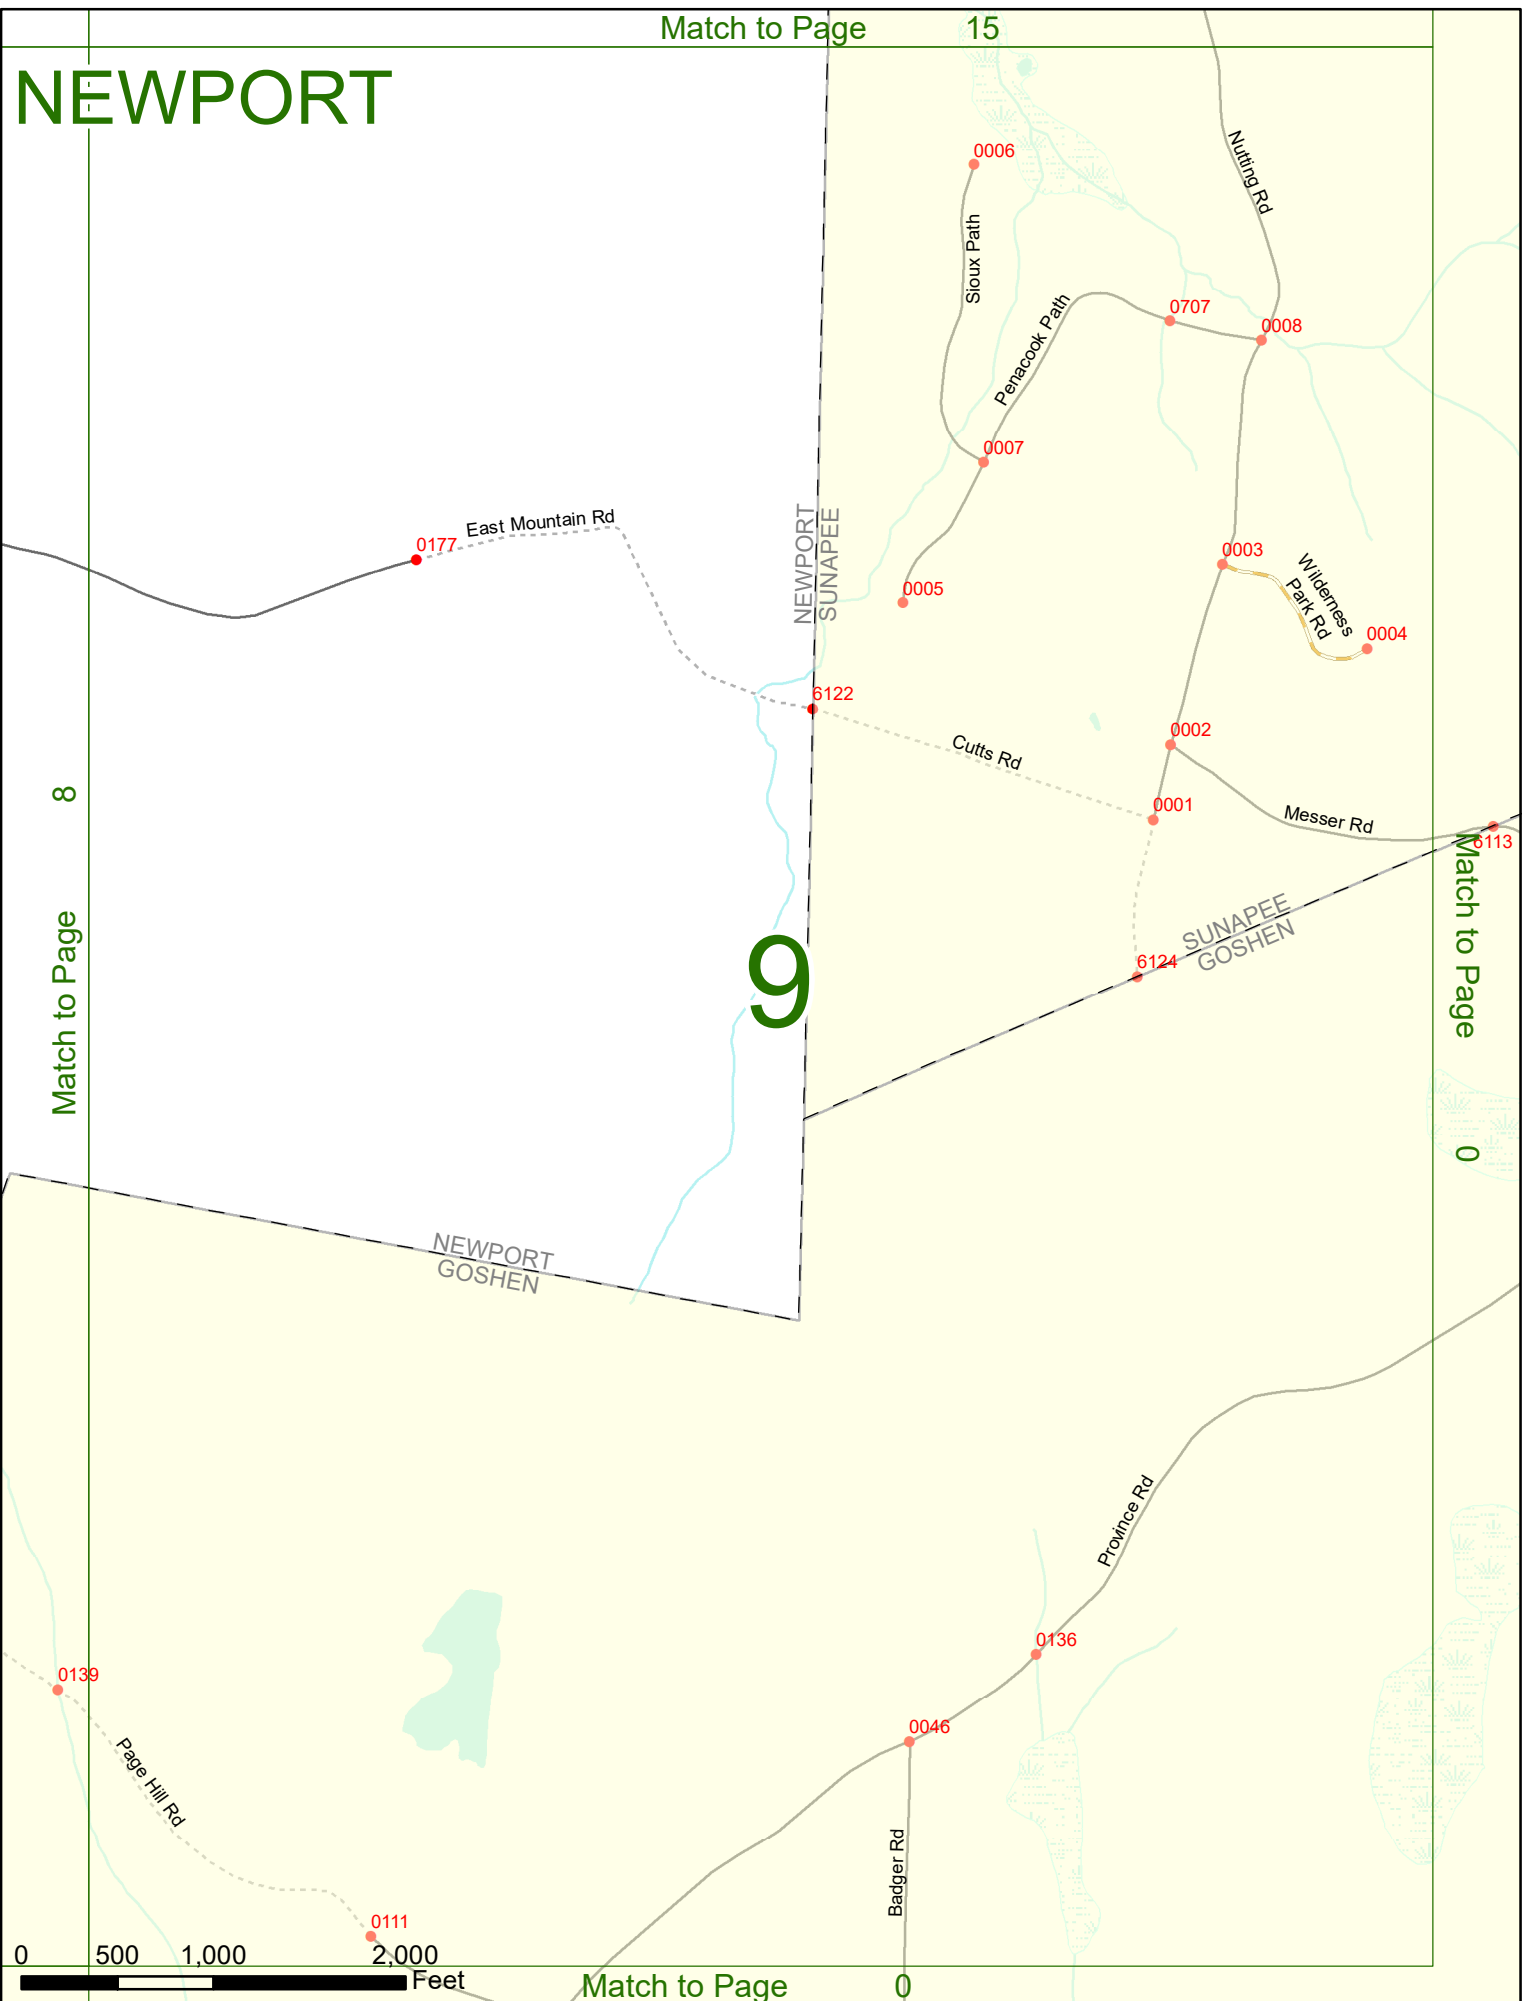 Match to Page 15
NEWPORT
Nutting Rd
0006
Sioux Path
Penacook Path
0707
0008
0007
East Mountain Rd
0177
NEWPORT
SUNAPEE
0003
Wilderness
Park Rd
0005
0004
6122
0002
Cutts Rd
8
0001
Messer Rd
6113
Match to Page
Match to Page
SUNAPEE
GOSHEN
9
6124
0
NEWPORT
GOSHEN
Province Rd
0136
0139
0046
Page Hill Rd
Badger Rd
0111
0 500 1,000 2,000
Feet
Match to Page 0